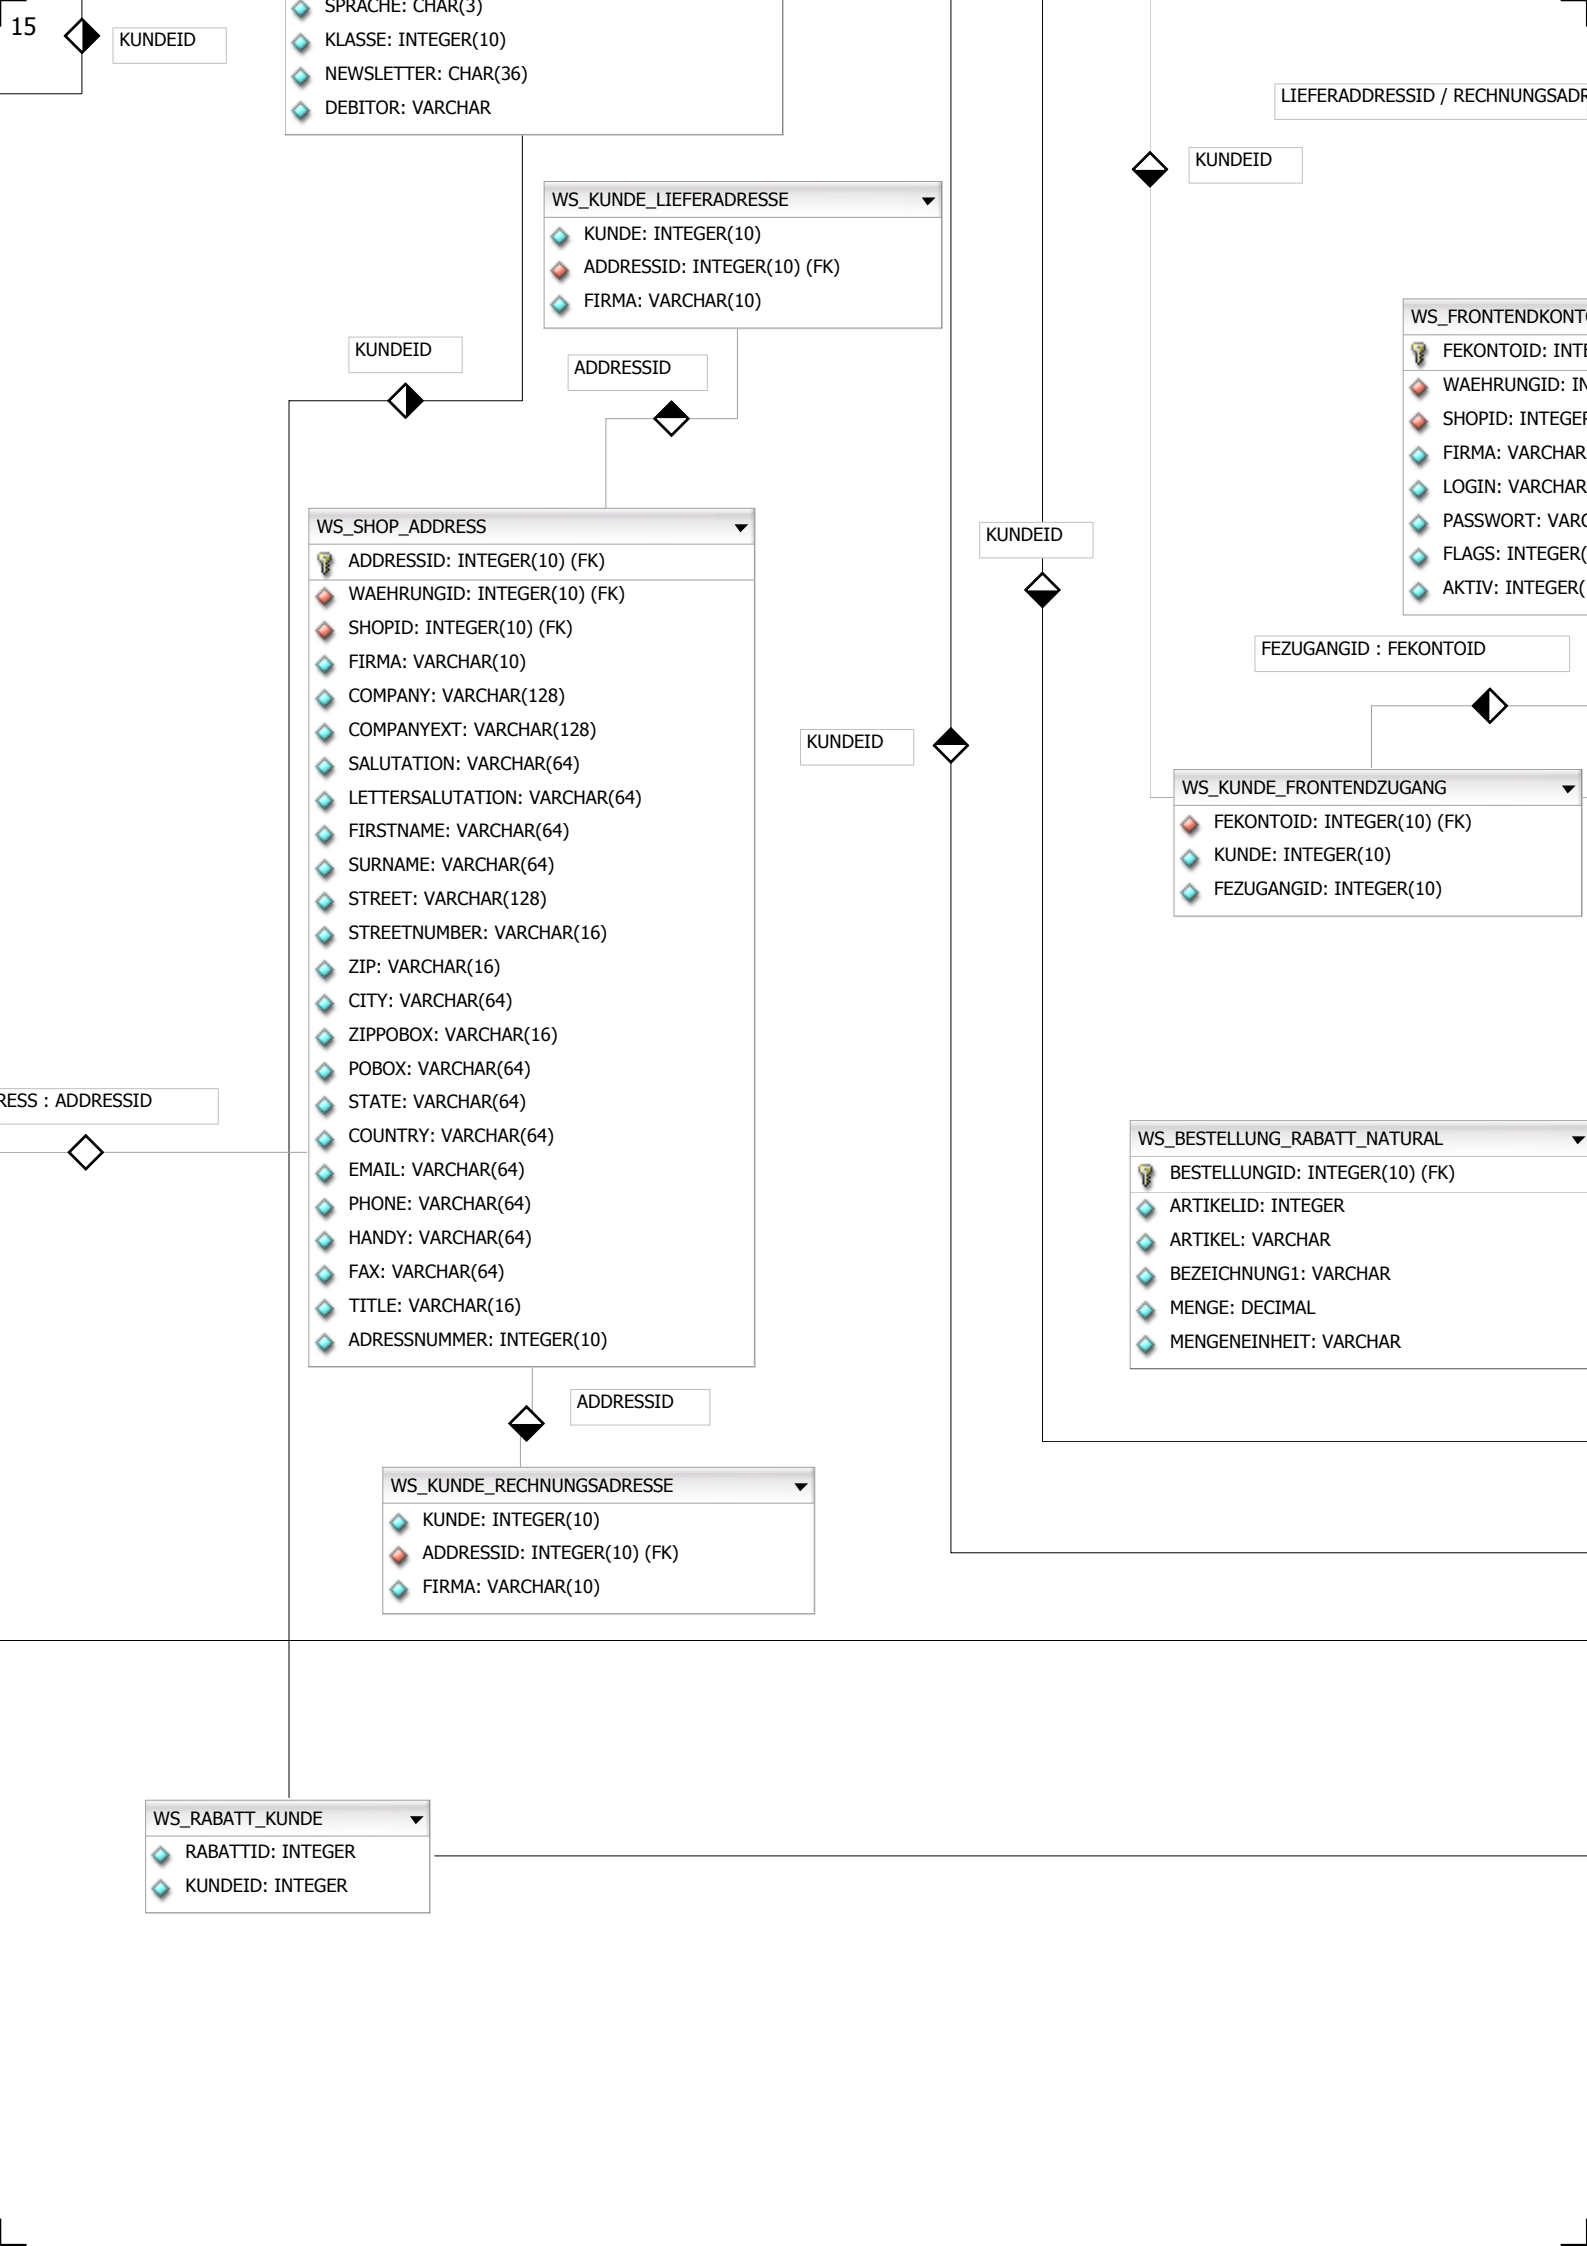 15
KUNDEID
SPRACHE: CHAR(3)
KLASSE: INTEGER(10)
NEWSLETTER: CHAR(36)
DEBITOR: VARCHAR
LIEFERADDRESSID / RECHNUNGSADR
KUNDEID
WS_KUNDE_LIEFERADRESSE
KUNDE: INTEGER(10)
ADDRESSID: INTEGER(10) (FK)
FIRMA: VARCHAR(10)
KUNDEID
ADDRESSID
WS_FRONTENDKONTO
FEKONTOID: INTE
WAEHRUNGID: IN
SHOPID: INTEGER
FIRMA: VARCHAR
LOGIN: VARCHAR
PASSWORT: VARC
FLAGS: INTEGER(
AKTIV: INTEGER(
WS_SHOP_ADDRESS
ADDRESSID: INTEGER(10) (FK)
WAEHRUNGID: INTEGER(10) (FK)
SHOPID: INTEGER(10) (FK)
FIRMA: VARCHAR(10)
COMPANY: VARCHAR(128)
COMPANYEXT: VARCHAR(128)
SALUTATION: VARCHAR(64)
LETTERSALUTATION: VARCHAR(64)
FIRSTNAME: VARCHAR(64)
SURNAME: VARCHAR(64)
STREET: VARCHAR(128)
STREETNUMBER: VARCHAR(16)
ZIP: VARCHAR(16)
CITY: VARCHAR(64)
ZIPPOBOX: VARCHAR(16)
POBOX: VARCHAR(64)
STATE: VARCHAR(64)
COUNTRY: VARCHAR(64)
EMAIL: VARCHAR(64)
PHONE: VARCHAR(64)
HANDY: VARCHAR(64)
FAX: VARCHAR(64)
TITLE: VARCHAR(16)
ADRESSNUMMER: INTEGER(10)
KUNDEID
KUNDEID
FEZUGANGID : FEKONTOID
WS_KUNDE_FRONTENDZUGANG
FEKONTOID: INTEGER(10) (FK)
KUNDE: INTEGER(10)
FEZUGANGID: INTEGER(10)
RESS : ADDRESSID
WS_BESTELLUNG_RABATT_NATURAL
BESTELLUNGID: INTEGER(10) (FK)
ARTIKELID: INTEGER
ARTIKEL: VARCHAR
BEZEICHNUNG1: VARCHAR
MENGE: DECIMAL
MENGENEINHEIT: VARCHAR
ADDRESSID
WS_KUNDE_RECHNUNGSADRESSE
KUNDE: INTEGER(10)
ADDRESSID: INTEGER(10) (FK)
FIRMA: VARCHAR(10)
WS_RABATT_KUNDE
RABATTID: INTEGER
KUNDEID: INTEGER